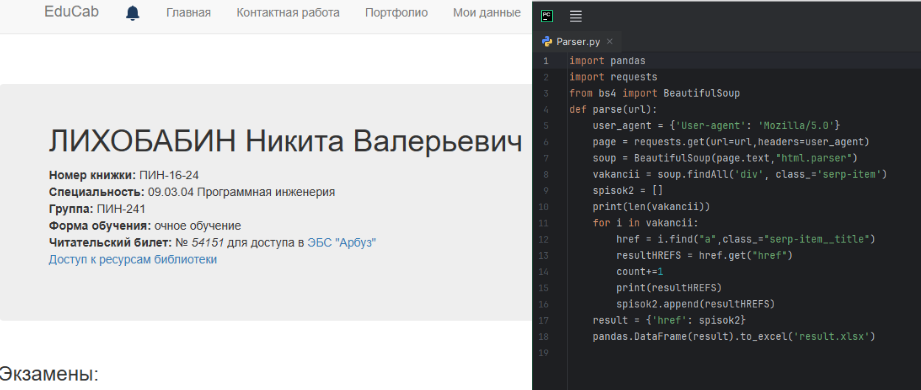 EduCab Главная Контактная работа Портфолио Мои данные
ЛИХОБАБИН Никита Валерьевич
Номер книжки: ПИН-16-24
Специальность: 09.03.04 Программная инженерия
Группа: ПИН-241
Форма обучения: очное обучение
Читательский билет: № 54151 для доступа в ЭБС "Арбуз"
Доступ к ресурсам библиотеки
Экзамены:
PC
Parser.py ×
1 import pandas
2 import requests
3 from bs4 import BeautifulSoup
4 def parse(url):
5 user_agent = {'User-agent': 'Mozilla/5.0'}
6 page = requests.get(url=url,headers=user_agent)
7 soup = BeautifulSoup(page.text,"html.parser")
8 vakancii = soup.findAll('div', class_='serp-item')
9 spisok2 = []
10 print(len(vakancii))
11 for i in vakancii:
12 href = i.find("a",class_="serp-item__title")
13 resultHREFS = href.get("href")
14 count+=1
15 print(resultHREFS)
16 spisok2.append(resultHREFS)
17 result = {'href': spisok2}
18 pandas.DataFrame(result).to_excel('result.xlsx')
19